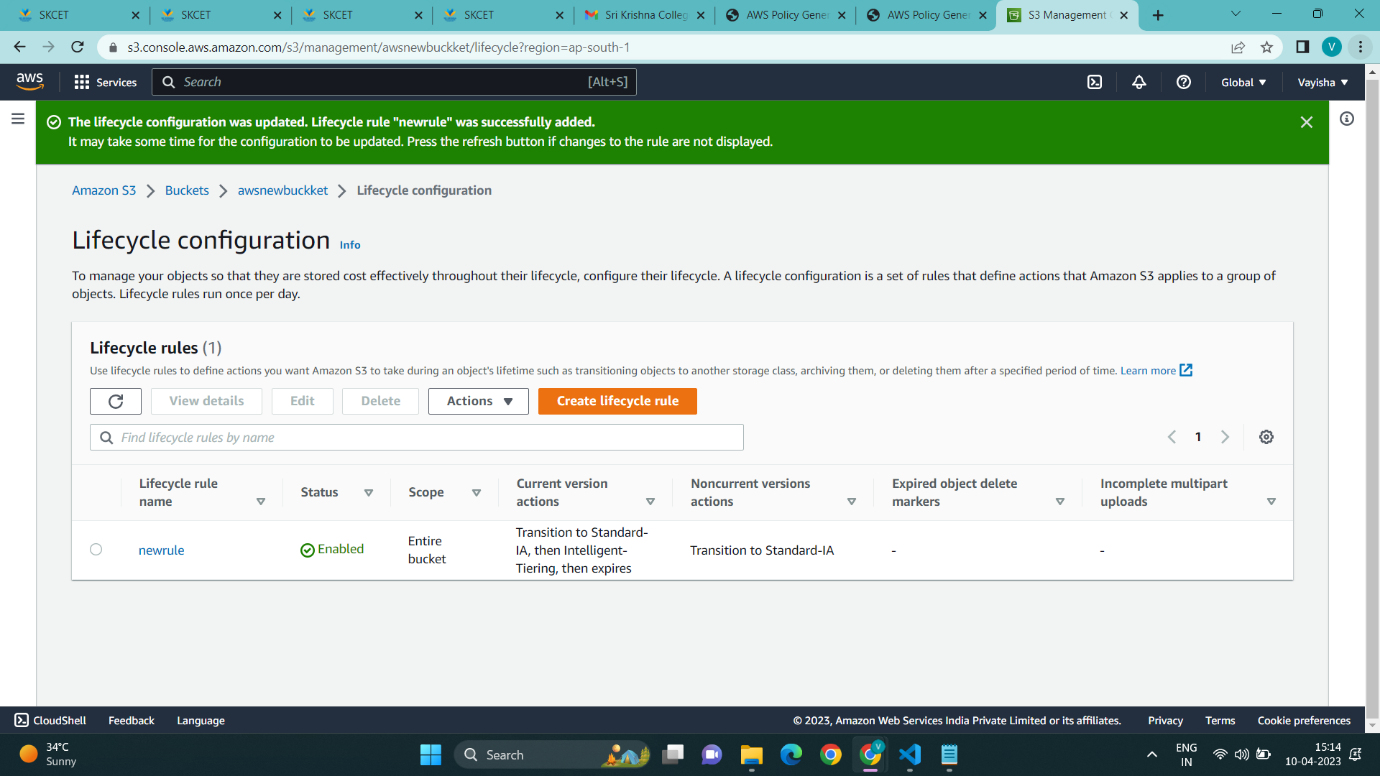 SKCET
SKCET
SKCET
SKCET
Sri Krishna Colleg
AWS Policy Gener
AWS Policy Gener
S3 Management
s3.console.aws.amazon.com/s3/management/awsnewbuckket/lifecycle?region=ap-south-1
V
aws
Services
Search
[Alt+S]
Global
Vayisha
The lifecycle configuration was updated. Lifecycle rule "newrule" was successfully added.
It may take some time for the configuration to be updated. Press the refresh button if changes to the rule are not displayed.
Amazon S3
Buckets
awsnewbuckket
Lifecycle configuration
Lifecycle configuration Info
To manage your objects so that they are stored cost effectively throughout their lifecycle, configure their lifecycle. A lifecycle configuration is a set of rules that define actions that Amazon S3 applies to a group of
objects. Lifecycle rules run once per day.
Lifecycle rules (1)
Use lifecycle rules to define actions you want Amazon S3 to take during an object's lifetime such as transitioning objects to another storage class, archiving them, or deleting them after a specified period of time. Learn more
View details
Edit
Delete
Actions
Create lifecycle rule
Find lifecycle rules by name
1
Lifecycle rule
name
Status
Scope
Current version
actions
Noncurrent versions
actions
Expired object delete
markers
Incomplete multipart
uploads
newrule
Enabled
Entire
bucket
Transition to Standard-
IA, then Intelligent-
Tiering, then expires
Transition to Standard-IA
-
-
CloudShell
Feedback
Language
© 2023, Amazon Web Services India Private Limited or its affiliates.
Privacy
Terms
Cookie preferences
34°C
Sunny
Search
V
ENG
IN
15:14
10-04-2023